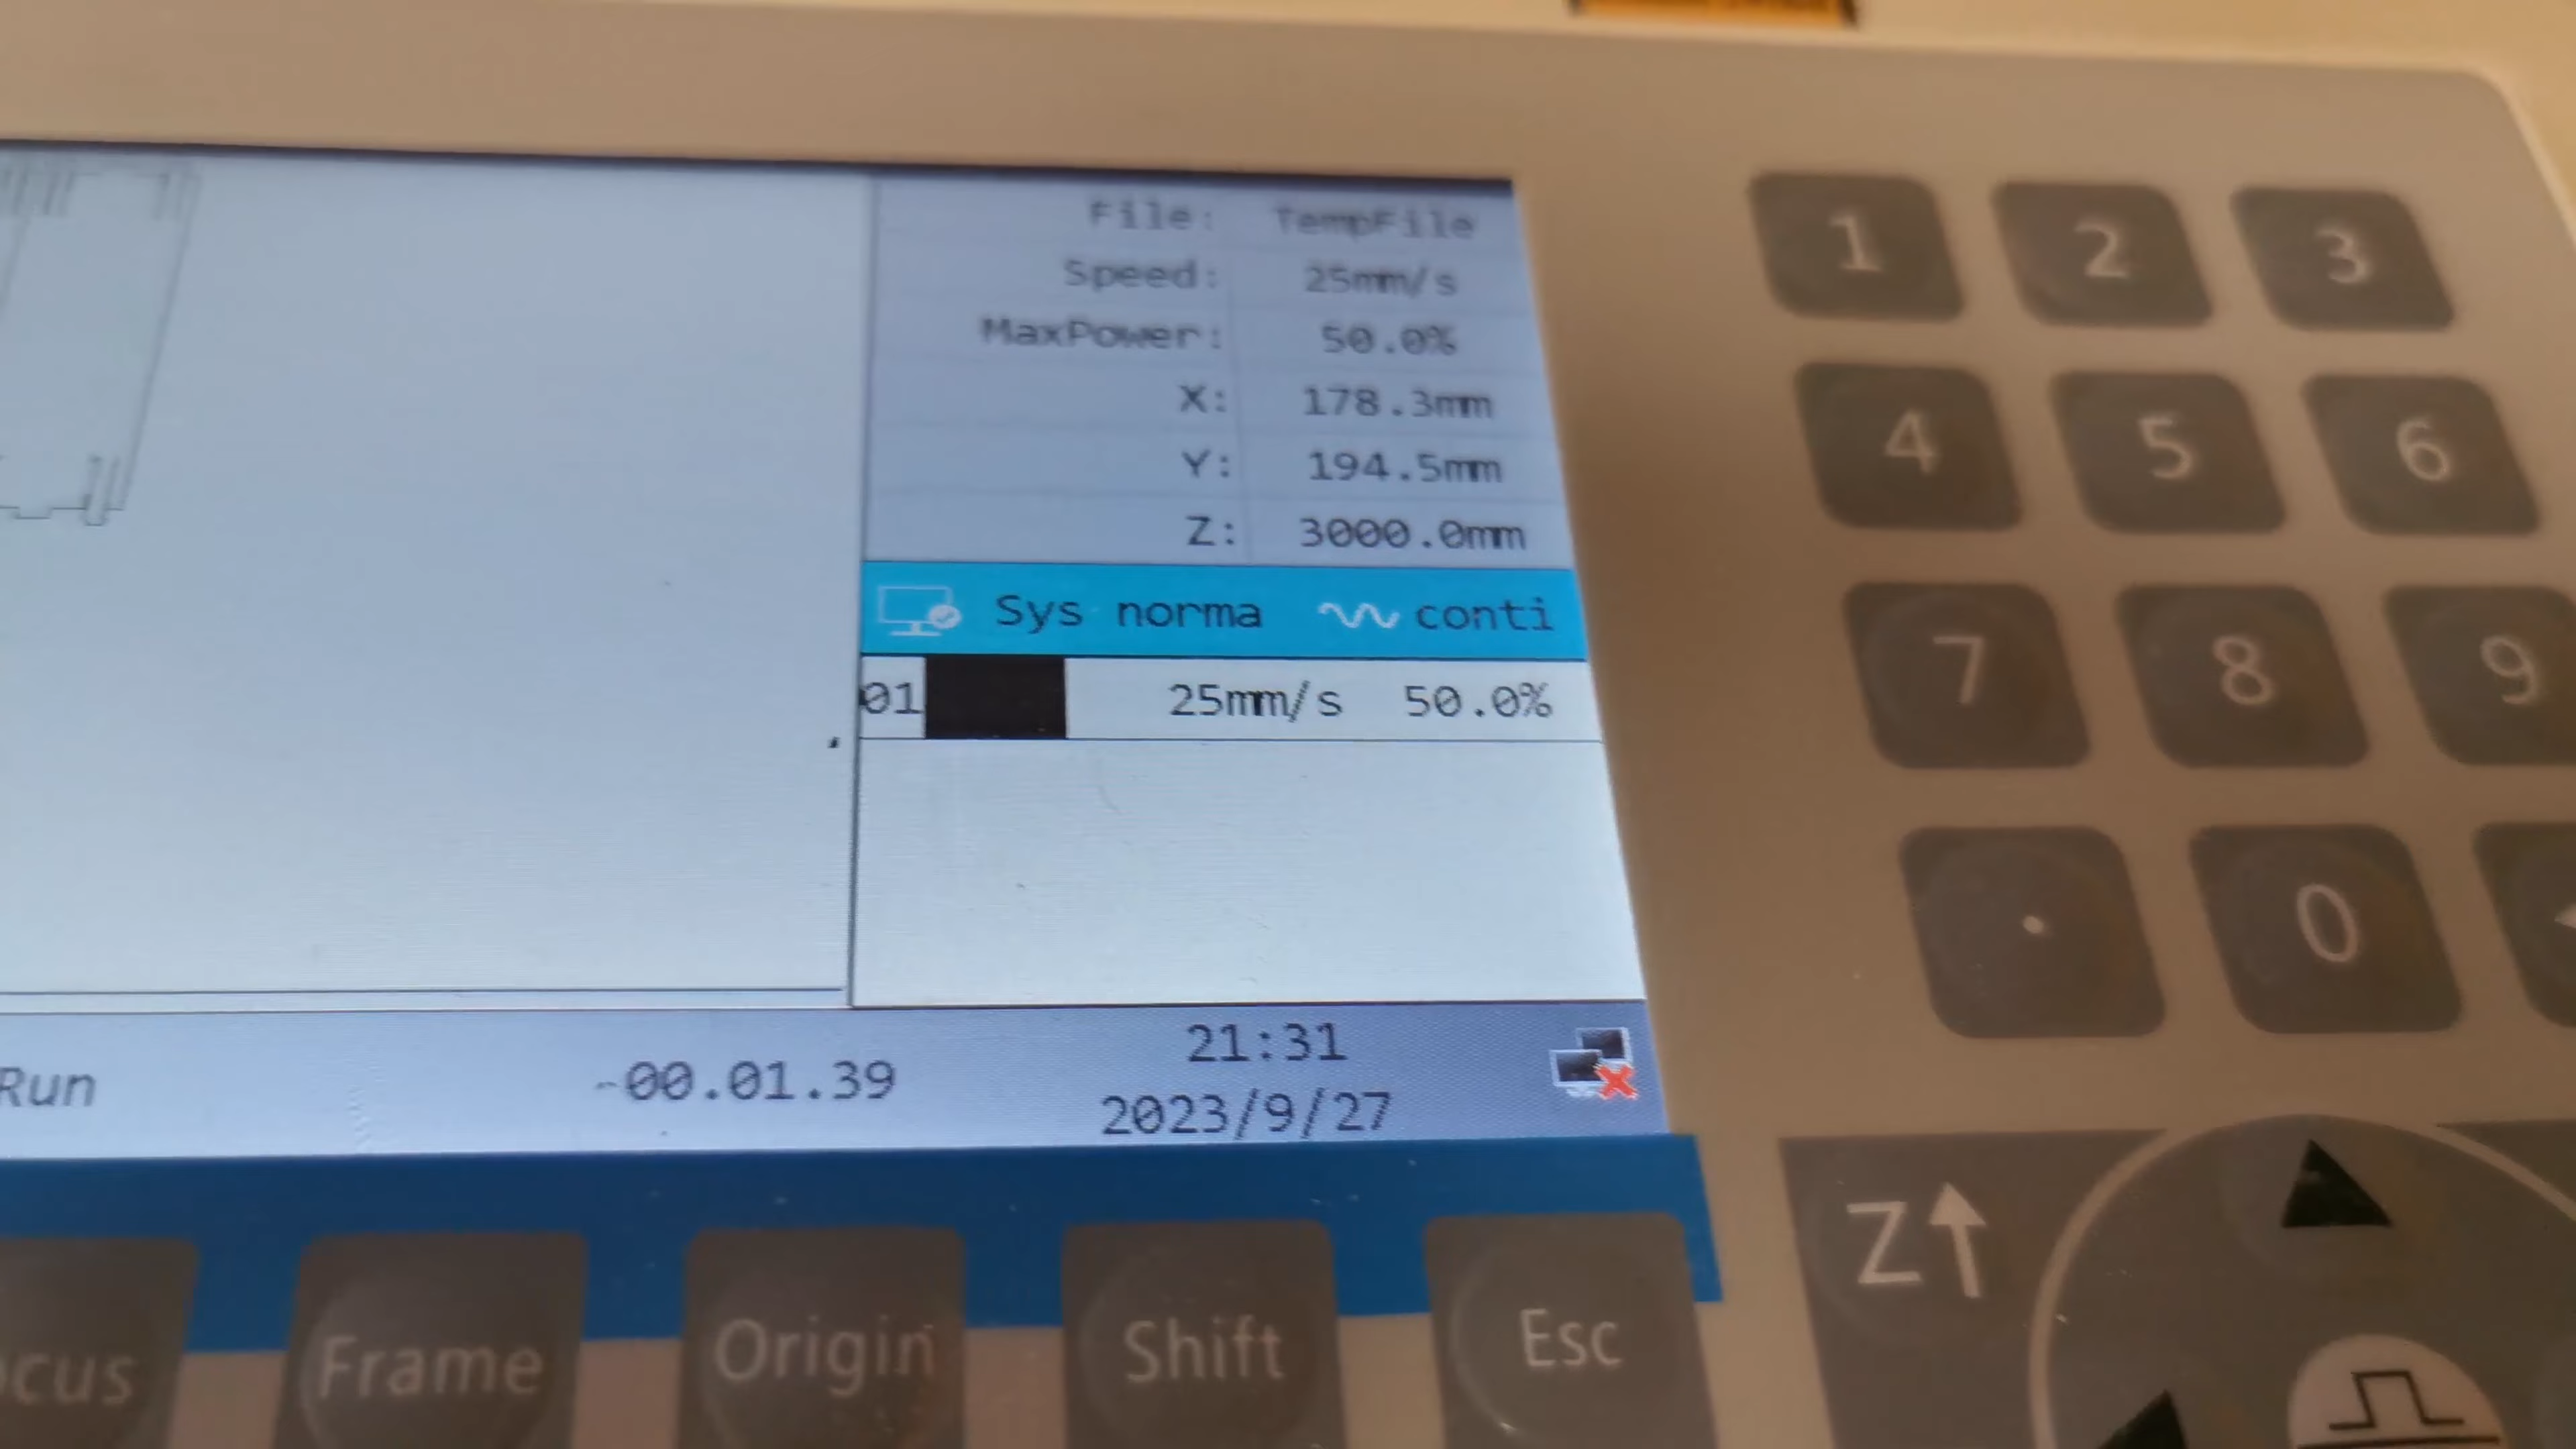 File: TempFile
Speed: 25mm/s
MaxPower: 50.0%
X: 178.3mm
Y: 194.5mm
Z: 3000.0mm
Sys norma conti
01 25mm/s 50.0%
Run -00.01.39 21:31
2023/9/27
1 2 3
4 5 6
7 8 9
. 0
ocus Frame Origin Shift Esc
Z↑